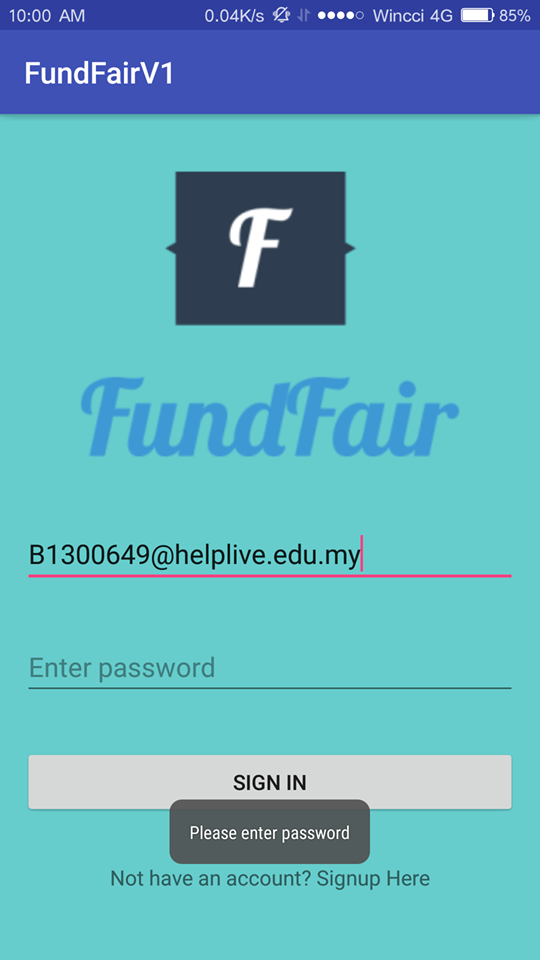 10:00 AM 0.04K/s Wincci 4G 85%
FundFairV1
F
FundFair
B1300649@helplive.edu.my
Enter password
SIGN IN
Please enter password
Not have an account? Signup Here